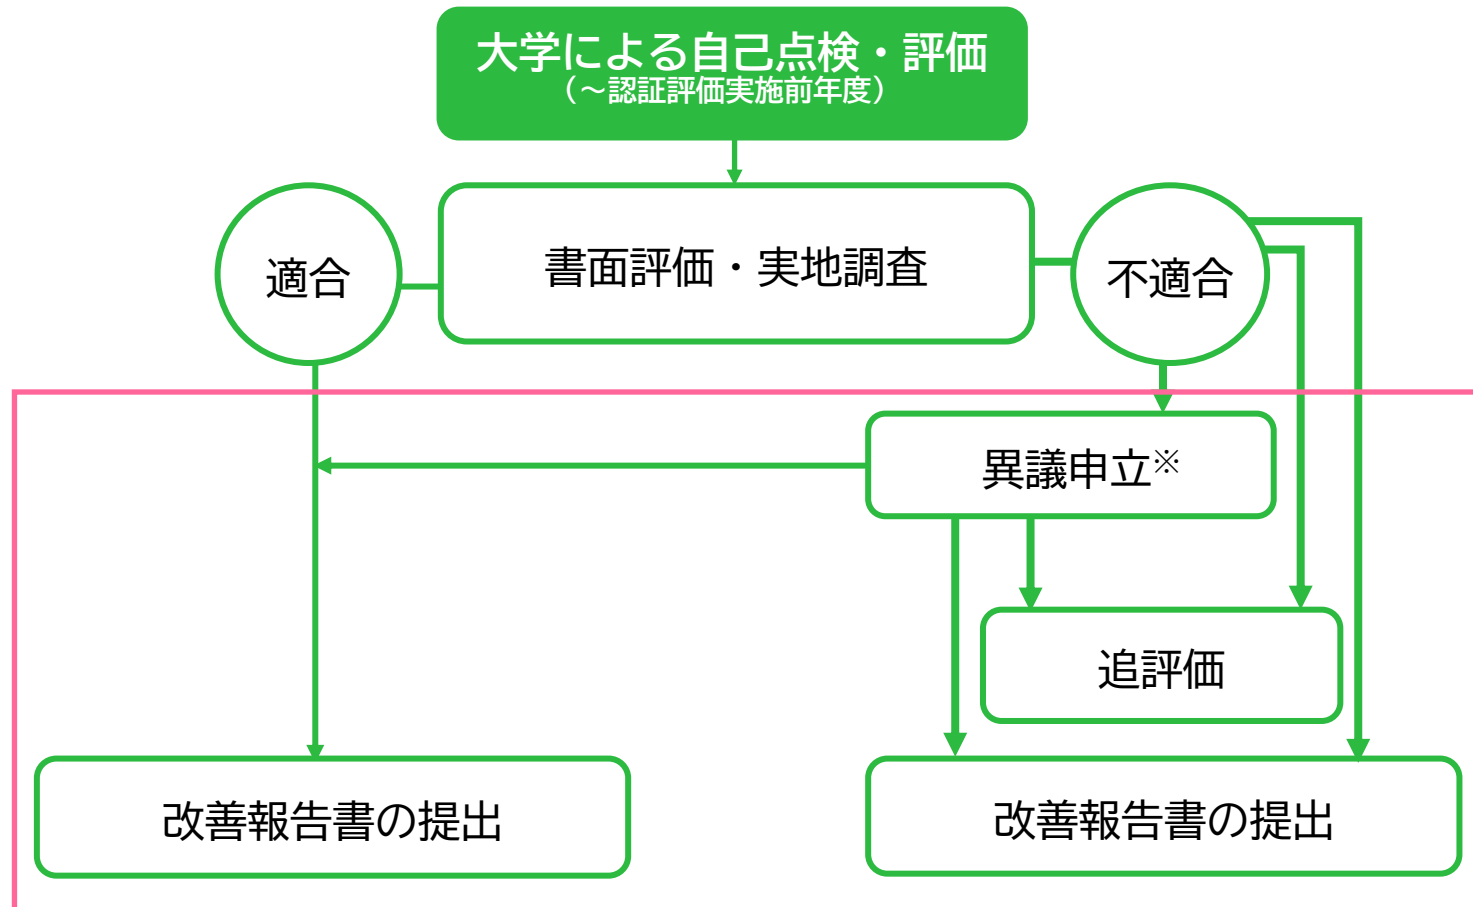 大学による自己点検・評価
（～認証評価実施前年度）
適合
書面評価・実地調査
不適合
異議申立※
追評価
改善報告書の提出
改善報告書の提出